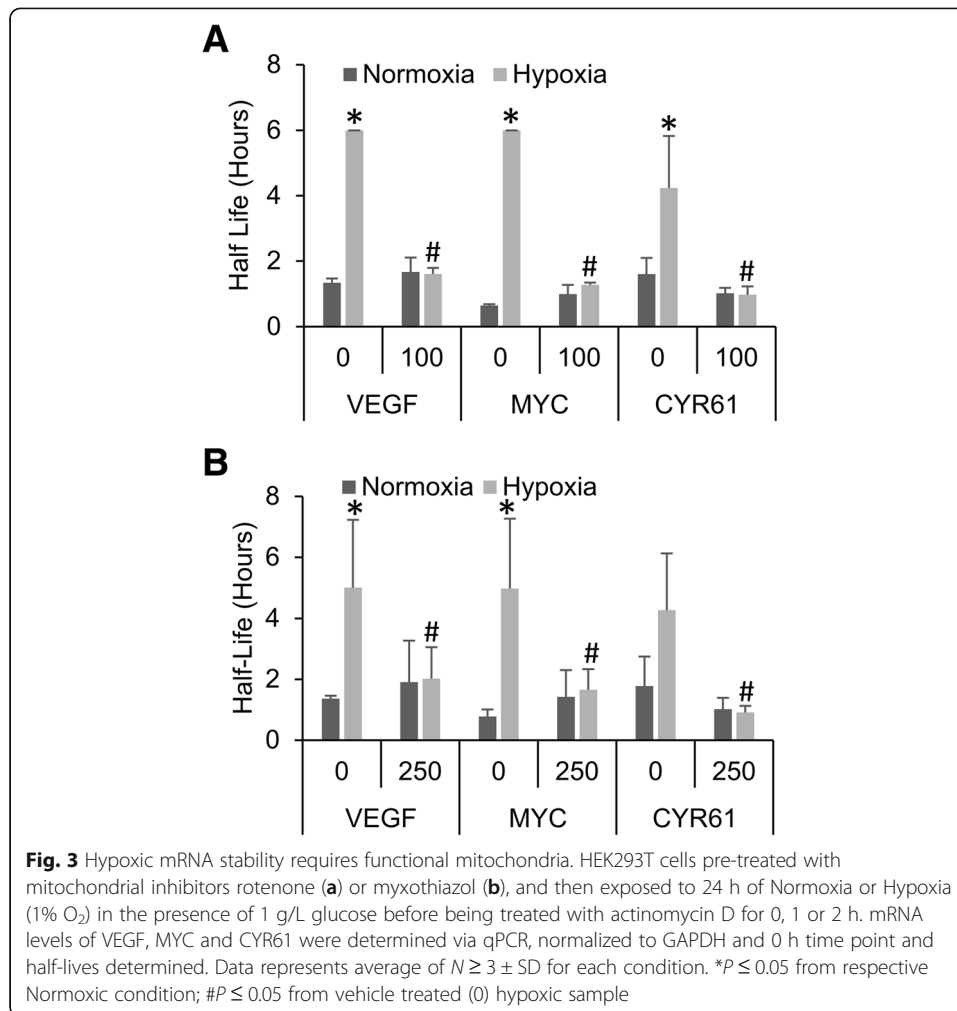 A
Normoxia Hypoxia
Half Life (Hours)
8
6
4
2
0
* * *
# # #
0 100 0 100 0 100
VEGF MYC CYR61
B
Normoxia Hypoxia
Half-Life (Hours)
8
6
4
2
0
* *
# # #
0 250 0 250 0 250
VEGF MYC CYR61
Fig. 3 Hypoxic mRNA stability requires functional mitochondria. HEK293T cells pre-treated with
mitochondrial inhibitors rotenone (a) or myxothiazol (b), and then exposed to 24 h of Normoxia or Hypoxia
(1% O₂) in the presence of 1 g/L glucose before being treated with actinomycin D for 0, 1 or 2 h. mRNA
levels of VEGF, MYC and CYR61 were determined via qPCR, normalized to GAPDH and 0 h time point and
half-lives determined. Data represents average of N ≥ 3 ± SD for each condition. *P ≤ 0.05 from respective
Normoxic condition; #P ≤ 0.05 from vehicle treated (0) hypoxic sample